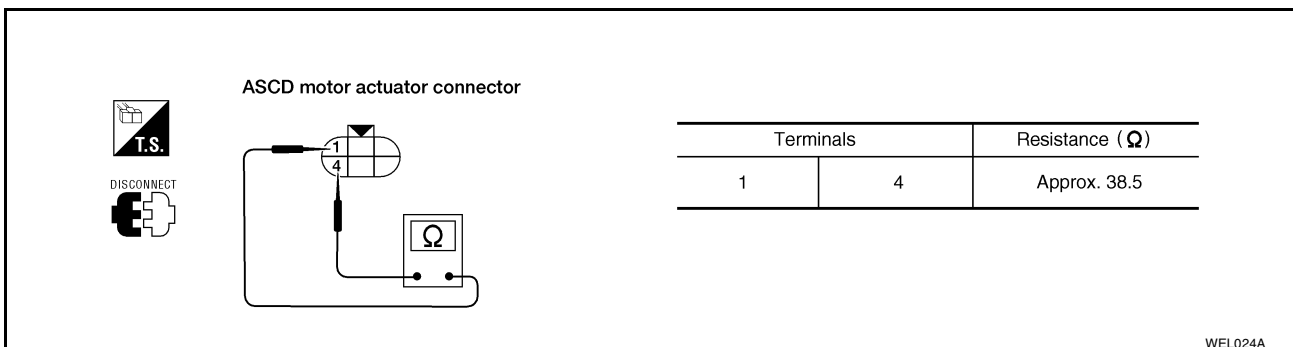 ASCD motor actuator connector
T.S.
DISCONNECT
1
4
Ω
Terminals Resistance (Ω)
1 4 Approx. 38.5
WEL024A